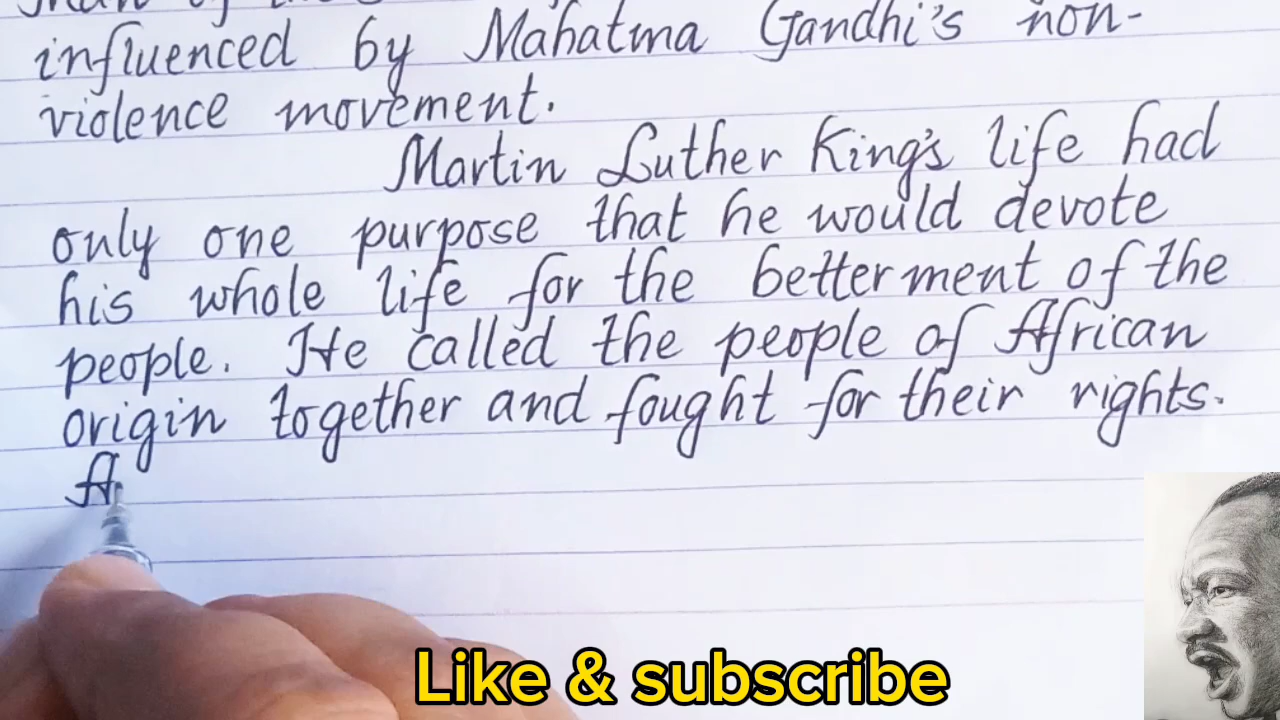 influenced by Mahatma Gandhi's non-
violence movement.
Martin Luther King's life had
only one purpose that he would devote
his whole life for the betterment of the
people. He called the people of African
origin together and fought for their rights.
A
Like & subscribe